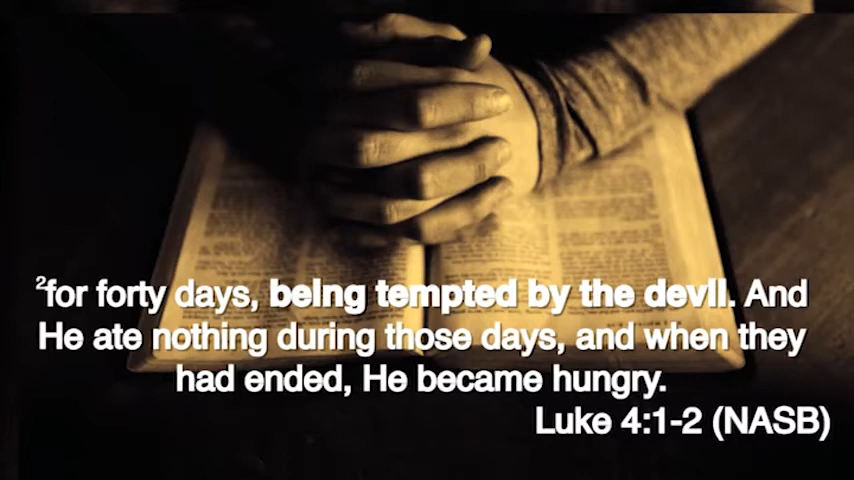 ²for forty days, being tempted by the devil. And
He ate nothing during those days, and when they
had ended, He became hungry.
Luke 4:1-2 (NASB)